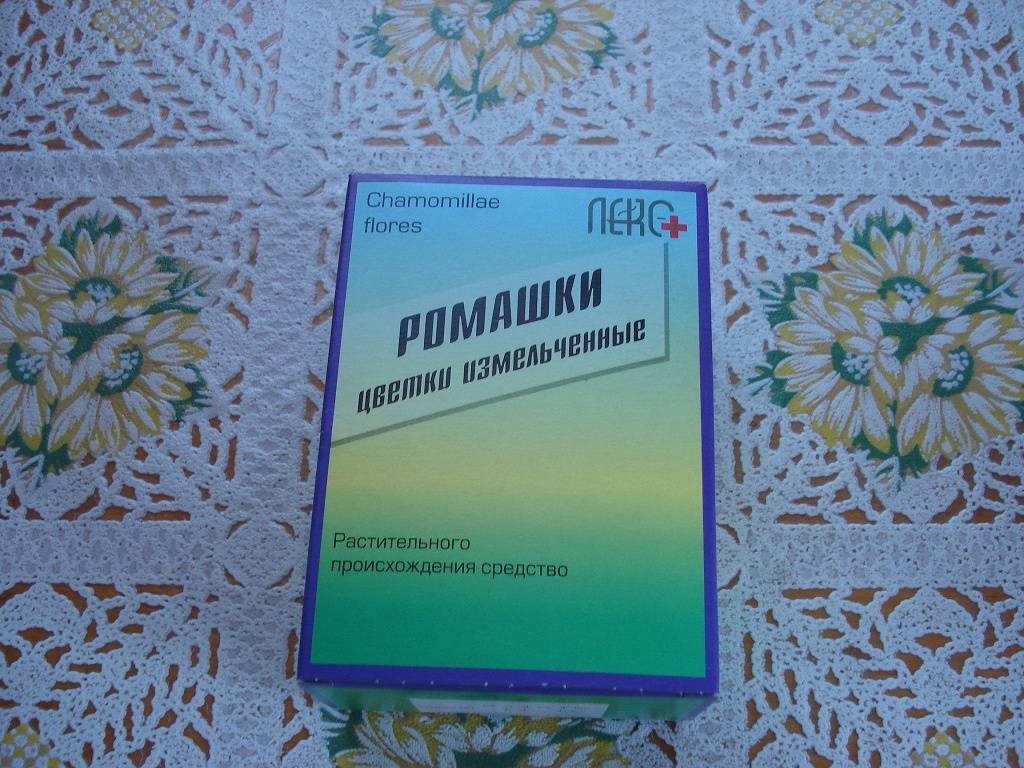 Chamomillae
flores
ЛЕКС+
РОМАШКИ
цветки измельченные
Растительного
происхождения средство